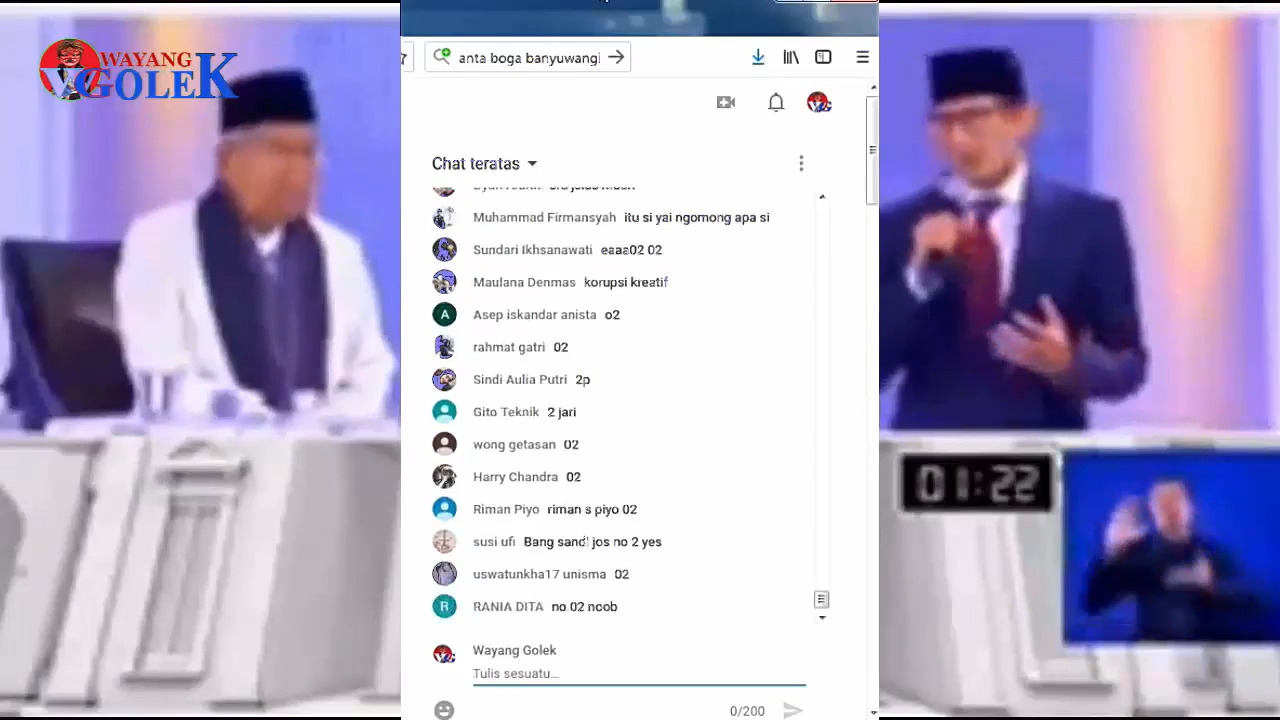 WAYANG
GOLEK
anta boga banyuwangi
Chat teratas
Muhammad Firmansyah itu si yai ngomong apa si
Sundari Ikhsanawati eaaa02 02
Maulana Denmas korupsi kreatif
A Asep iskandar anista o2
rahmat gatri 02
Sindi Aulia Putri 2p
Gito Teknik 2 jari
wong getasan 02
Harry Chandra 02
Riman Piyo riman s piyo 02
susi ufi Bang sandi jos no 2 yes
uswatunkha17 unisma 02
R RANIA DITA no.02 noob
Wayang Golek
Tulis sesuatu...
0/200
01:22